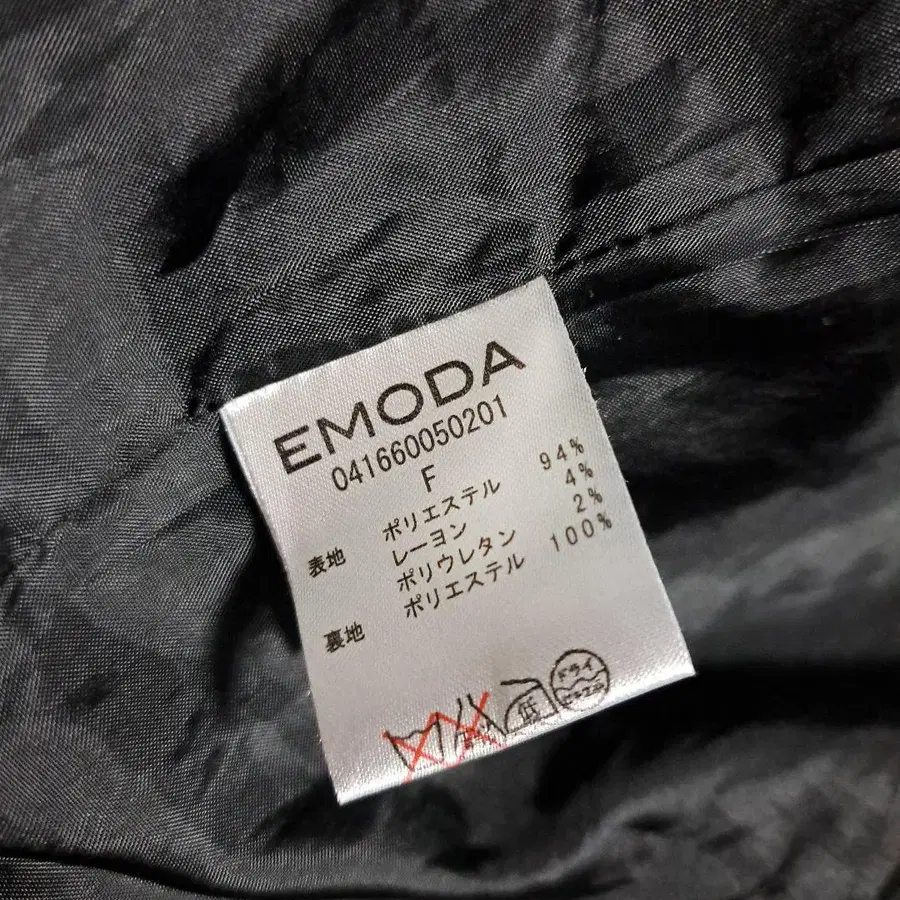 EMODA
041660050201
F
表地 ポリエステル 94%
レーヨン 4%
ポリウレタン 2%
裏地 ポリエステル 100%
低
ドライ